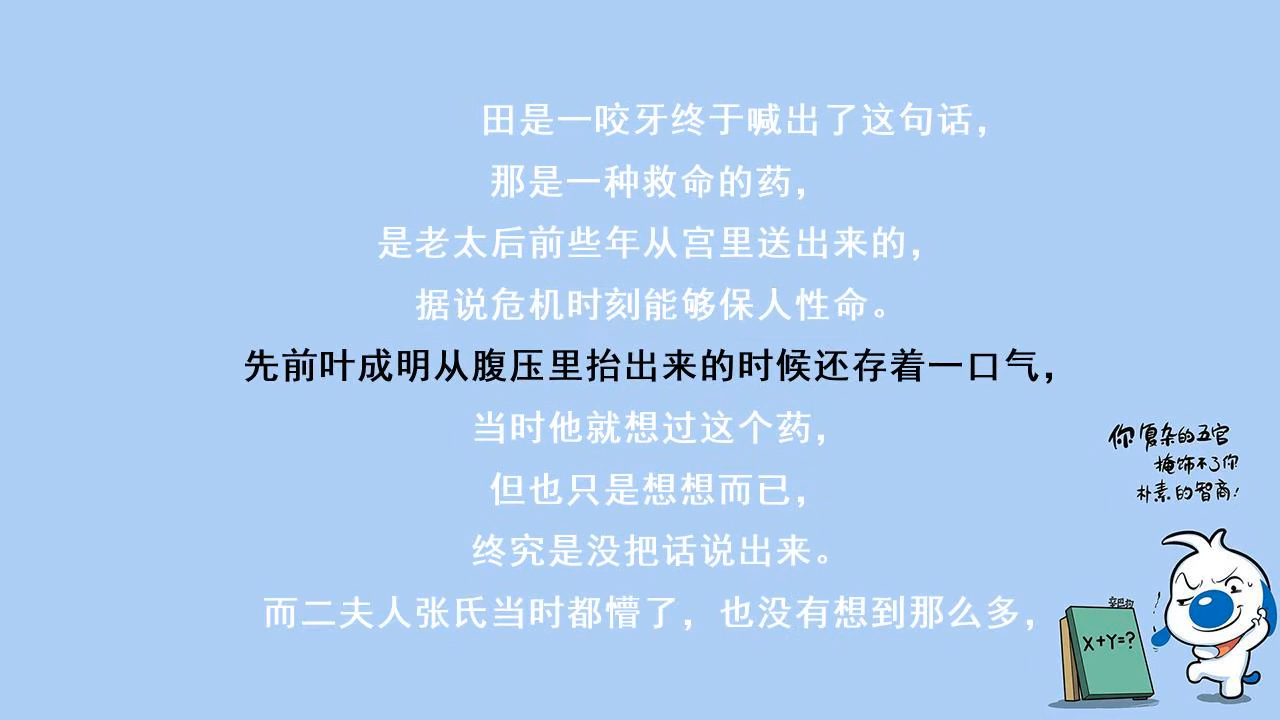 田是一咬牙终于喊出了这句话，
那是一种救命的药，
是老太后前些年从宫里送出来的，
据说危机时刻能够保人性命。
先前叶成明从腹压里抬出来的时候还存着一口气，
当时他就想过这个药，
但也只是想想而已，
终究是没把话说出来。
而二夫人张氏当时都懵了，也没有想到那么多，
你复杂的五官
掩饰不了你
朴素的智商！
X+Y=?